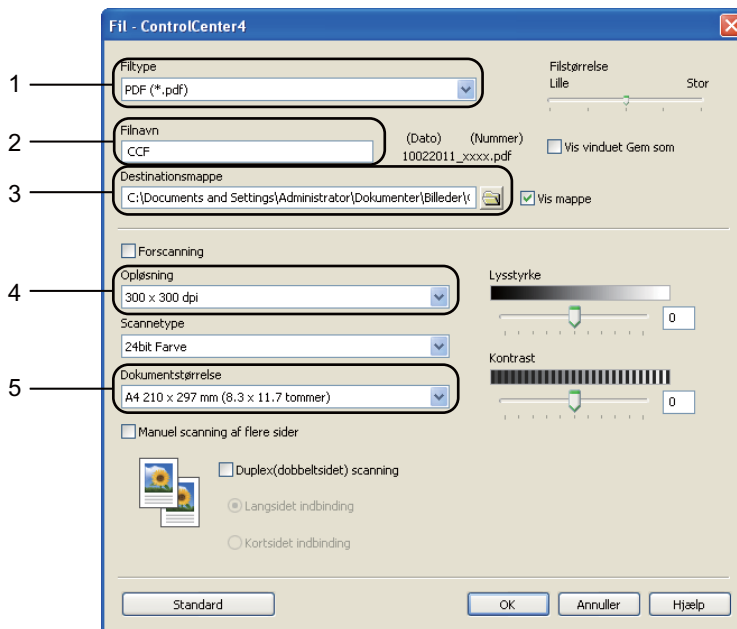 Fil - ControlCenter4
1
Filtype
PDF (*.pdf)
Filstørrelse
Lille Stor
2
Filnavn
CCF
(Dato) (Nummer)
10022011_xxxx.pdf
Vis vinduet Gem som
3
Destinationsmappe
C:\Documents and Settings\Administrator\Dokumenter\Billeder\
Vis mappe
Forscanning
4
Opløsning
300 x 300 dpi
Lysstyrke
0
Scannetype
24bit Farve
Kontrast
0
5
Dokumentstørrelse
A4 210 x 297 mm (8.3 x 11.7 tommer)
Manuel scanning af flere sider
Duplex(dobbeltsidet) scanning
Langsidet indbinding
Kortsidet indbinding
Standard OK Annuller Hjælp